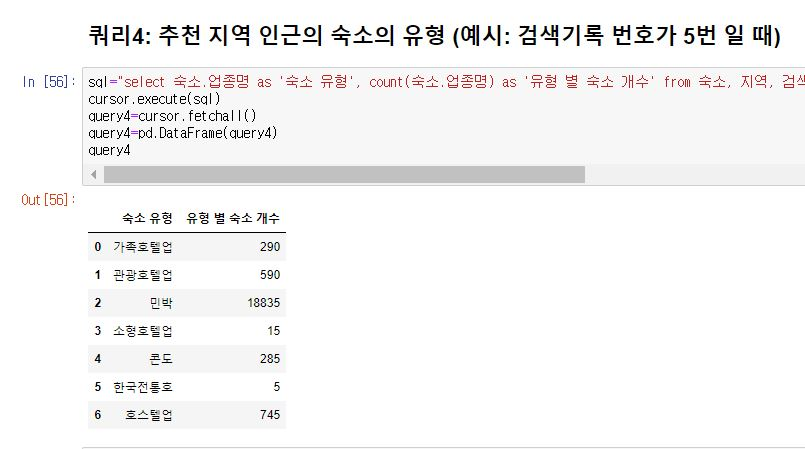 쿼리4: 추천 지역 인근의 숙소의 유형 (예시: 검색기록 번호가 5번 일 때)
In [56]: sql="select 숙소.업종명 as '숙소 유형', count(숙소.업종명) as '유형 별 숙소 개수' from 숙소, 지역, 검색
cursor.execute(sql)
query4=cursor.fetchall()
query4=pd.DataFrame(query4)
query4
Out[56]:
숙소 유형 유형 별 숙소 개수
0 가족호텔업 290
1 관광호텔업 590
2 민박 18835
3 소형호텔업 15
4 콘도 285
5 한국전통호 5
6 호스텔업 745